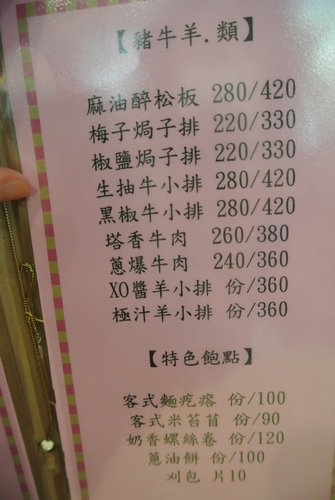 【豬牛羊.類】
麻油醉松板 280/420
梅子焗子排 220/330
椒鹽焗子排 220/330
生抽牛小排 280/420
黑椒牛小排 280/420
塔香牛肉 260/380
蔥爆牛肉 240/360
XO醬羊小排 份/360
極汁羊小排 份/360
【特色飽點】
客式麵疙瘩 份/100
客式米苔苜 份/90
奶香螺絲卷 份/120
蔥油餅 份/100
刈包 片10